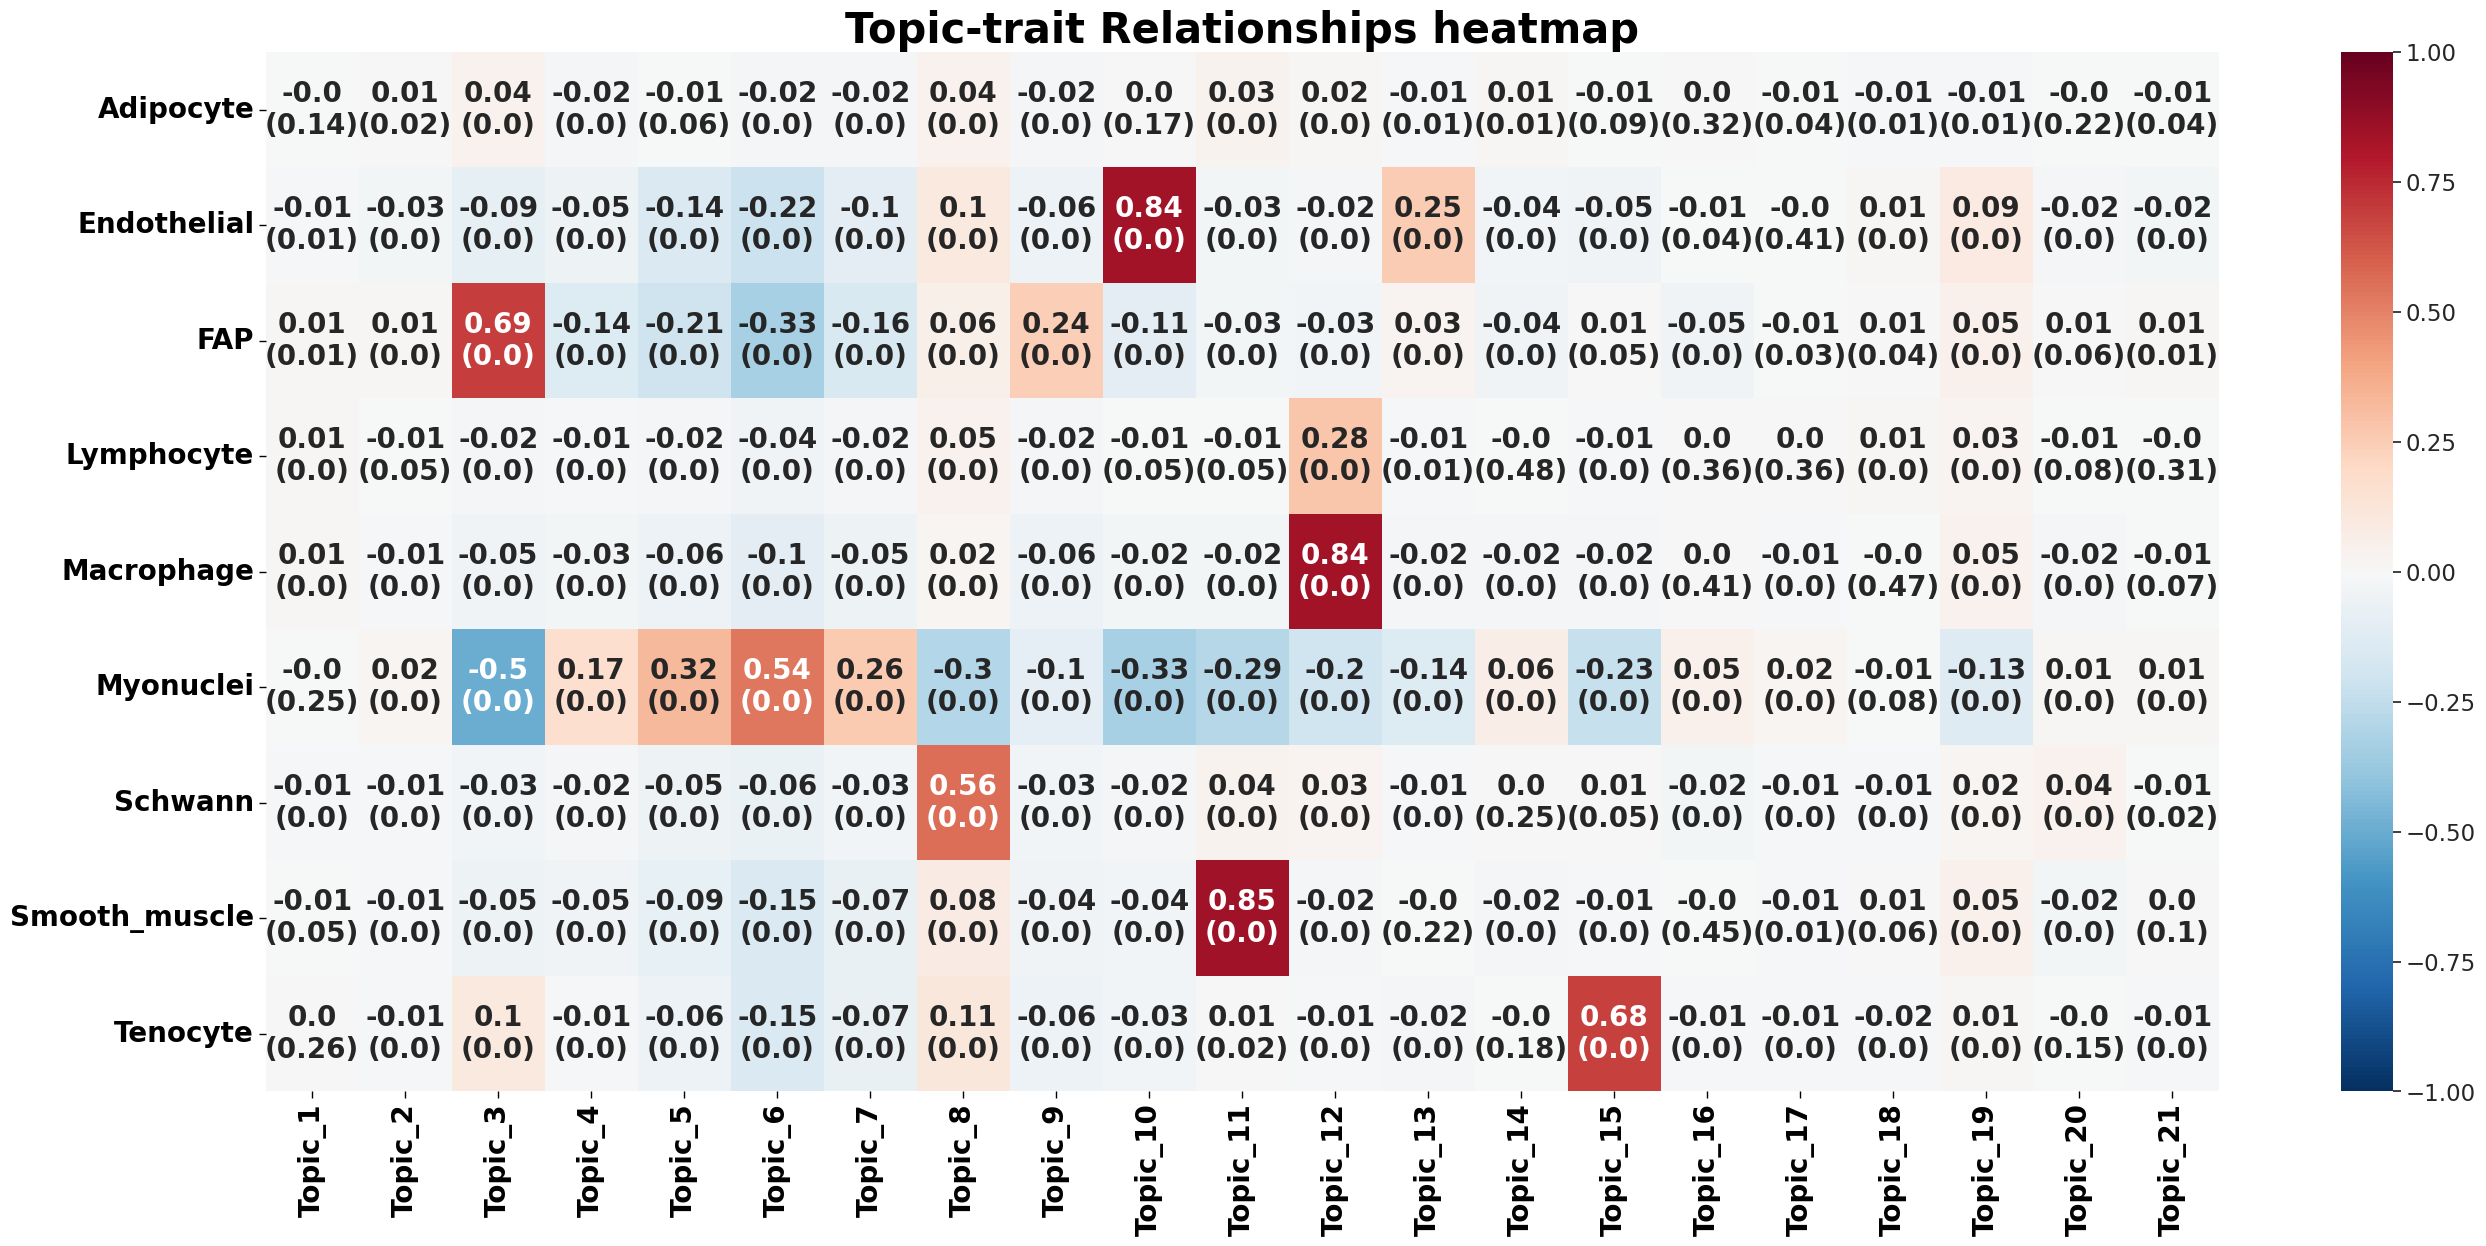 Topic-trait Relationships heatmap
Adipocyte -0.0 0.01 0.04 -0.02 -0.01 -0.02 -0.02 0.04 -0.02 0.0 0.03 0.02 -0.01 0.01 -0.01 0.0 -0.01 -0.01 -0.01 -0.0 -0.01
(0.14) (0.02) (0.0) (0.0) (0.06) (0.0) (0.0) (0.0) (0.0) (0.17) (0.0) (0.0) (0.01) (0.01) (0.09) (0.32) (0.04) (0.01) (0.01) (0.22) (0.04)
Endothelial -0.01 -0.03 -0.09 -0.05 -0.14 -0.22 -0.1 0.1 -0.06 0.84 -0.03 -0.02 0.25 -0.04 -0.05 -0.01 -0.0 0.01 0.09 -0.02 -0.02
(0.01) (0.0) (0.0) (0.0) (0.0) (0.0) (0.0) (0.0) (0.0) (0.0) (0.0) (0.0) (0.0) (0.0) (0.0) (0.04) (0.41) (0.0) (0.0) (0.0) (0.0)
FAP 0.01 0.01 0.69 -0.14 -0.21 -0.33 -0.16 0.06 0.24 -0.11 -0.03 -0.03 0.03 -0.04 0.01 -0.05 -0.01 0.01 0.05 0.01 0.01
(0.01) (0.0) (0.0) (0.0) (0.0) (0.0) (0.0) (0.0) (0.0) (0.0) (0.0) (0.0) (0.0) (0.0) (0.05) (0.0) (0.03) (0.04) (0.0) (0.06) (0.01)
Lymphocyte 0.01 -0.01 -0.02 -0.01 -0.02 -0.04 -0.02 0.05 -0.02 -0.01 -0.01 0.28 -0.01 -0.0 -0.01 0.0 0.0 0.01 0.03 -0.01 -0.0
(0.0) (0.05) (0.0) (0.0) (0.0) (0.0) (0.0) (0.0) (0.0) (0.05) (0.05) (0.0) (0.01) (0.48) (0.0) (0.36) (0.36) (0.0) (0.0) (0.08) (0.31)
Macrophage 0.01 -0.01 -0.05 -0.03 -0.06 -0.1 -0.05 0.02 -0.06 -0.02 -0.02 0.84 -0.02 -0.02 -0.02 0.0 -0.01 -0.0 0.05 -0.02 -0.01
(0.0) (0.0) (0.0) (0.0) (0.0) (0.0) (0.0) (0.0) (0.0) (0.0) (0.0) (0.0) (0.0) (0.0) (0.0) (0.41) (0.0) (0.47) (0.0) (0.0) (0.07)
Myonuclei -0.0 0.02 -0.5 0.17 0.32 0.54 0.26 -0.3 -0.1 -0.33 -0.29 -0.2 -0.14 0.06 -0.23 0.05 0.02 -0.01 -0.13 0.01 0.01
(0.25) (0.0) (0.0) (0.0) (0.0) (0.0) (0.0) (0.0) (0.0) (0.0) (0.0) (0.0) (0.0) (0.0) (0.0) (0.0) (0.0) (0.08) (0.0) (0.0) (0.0)
Schwann -0.01 -0.01 -0.03 -0.02 -0.05 -0.06 -0.03 0.56 -0.03 -0.02 0.04 0.03 -0.01 0.0 0.01 -0.02 -0.01 -0.01 0.02 0.04 -0.01
(0.0) (0.0) (0.0) (0.0) (0.0) (0.0) (0.0) (0.0) (0.0) (0.0) (0.0) (0.0) (0.0) (0.25) (0.05) (0.0) (0.0) (0.0) (0.0) (0.0) (0.02)
Smooth_muscle -0.01 -0.01 -0.05 -0.05 -0.09 -0.15 -0.07 0.08 -0.04 -0.04 0.85 -0.02 -0.0 -0.02 -0.01 -0.0 -0.01 0.01 0.05 -0.02 0.0
(0.05) (0.0) (0.0) (0.0) (0.0) (0.0) (0.0) (0.0) (0.0) (0.0) (0.0) (0.0) (0.22) (0.0) (0.0) (0.45) (0.01) (0.06) (0.0) (0.0) (0.1)
Tenocyte 0.0 -0.01 0.1 -0.01 -0.06 -0.15 -0.07 0.11 -0.06 -0.03 0.01 -0.01 -0.02 -0.0 0.68 -0.01 -0.01 -0.02 0.01 -0.0 -0.01
(0.26) (0.0) (0.0) (0.0) (0.0) (0.0) (0.0) (0.0) (0.0) (0.0) (0.02) (0.0) (0.0) (0.18) (0.0) (0.0) (0.0) (0.0) (0.0) (0.15) (0.0)
Topic_1 Topic_2 Topic_3 Topic_4 Topic_5 Topic_6 Topic_7 Topic_8 Topic_9 Topic_10 Topic_11 Topic_12 Topic_13 Topic_14 Topic_15 Topic_16 Topic_17 Topic_18 Topic_19 Topic_20 Topic_21
1.00
0.75
0.50
0.25
0.00
−0.25
−0.50
−0.75
−1.00